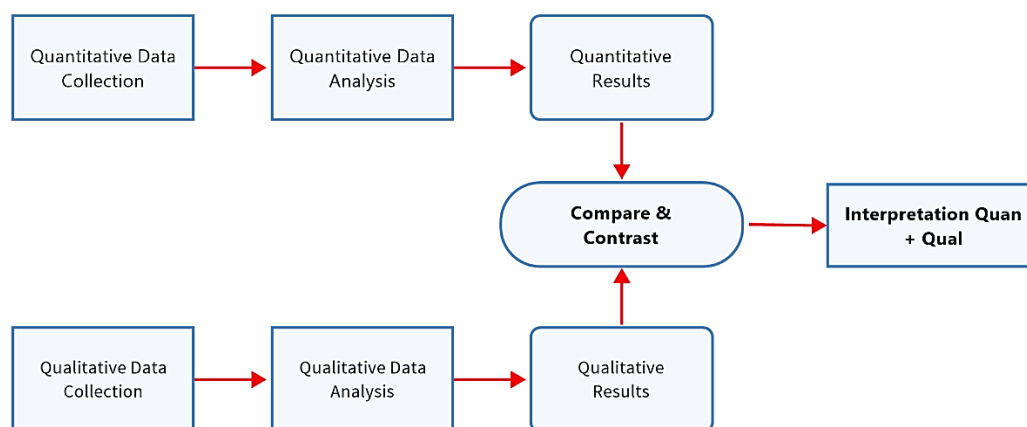 Quantitative Data
Collection
Quantitative Data
Analysis
Quantitative
Results
Compare &
Contrast
Interpretation Quan
+ Qual
Qualitative Data
Collection
Qualitative Data
Analysis
Qualitative
Results